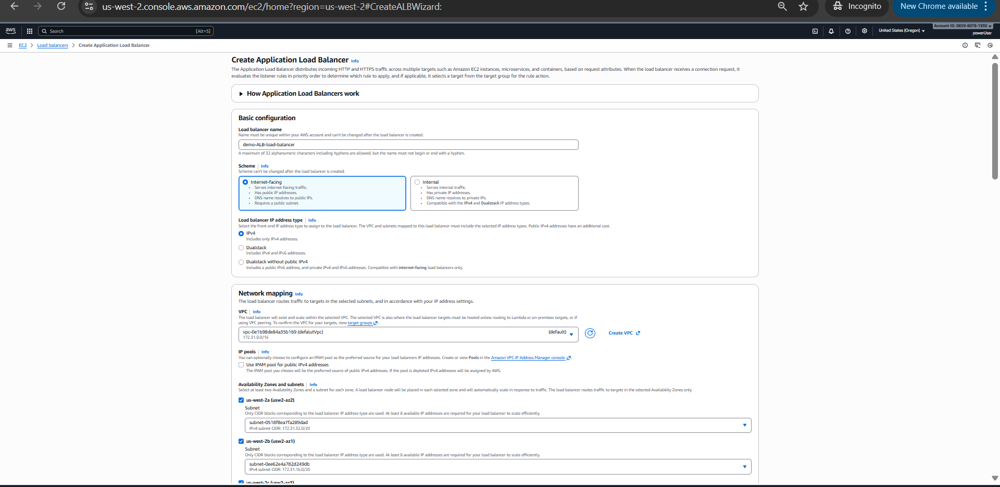 us-west-2.console.aws.amazon.com/ec2/home?region=us-west-2#CreateALBWizard:
Incognito
New Chrome available
aws
Search
[Alt+S]
United States (Oregon)
Account ID: 0859-8078-1930
powerUser
EC2
Load balancers
Create Application Load Balancer
Create Application Load Balancer Info
The Application Load Balancer distributes incoming HTTP and HTTPS traffic across multiple targets such as Amazon EC2 instances, microservices, and containers, based on request attributes. When the load balancer receives a connection request, it
evaluates the listener rules in priority order to determine which rule to apply, and if applicable, it selects a target from the target group for the rule action.
How Application Load Balancers work
Basic configuration
Load balancer name
Name must be unique within your AWS account and can't be changed after the load balancer is created.
demo-ALB-load-balancer
A maximum of 32 alphanumeric characters including hyphens are allowed, but the name must not begin or end with a hyphen.
Scheme Info
Scheme can't be changed after the load balancer is created.
Internet-facing
• Serves internet-facing traffic.
• Has public IP addresses.
• DNS name resolves to public IPs.
• Requires a public subnet.
Internal
• Serves internal traffic.
• Has private IP addresses.
• DNS name resolves to private IPs.
• Compatible with the IPv4 and Dualstack IP address types.
Load balancer IP address type Info
Select the front-end IP address type to assign to the load balancer. The VPC and subnets mapped to this load balancer must include the selected IP address types. Public IPv4 addresses have an additional cost.
IPv4
Includes only IPv4 addresses.
Dualstack
Includes IPv4 and IPv6 addresses.
Dualstack without public IPv4
Includes a public IPv6 address, and private IPv4 and IPv6 addresses. Compatible with internet-facing load balancers only.
Network mapping Info
The load balancer routes traffic to targets in the selected subnets, and in accordance with your IP address settings.
VPC Info
The load balancer will exist and scale within the selected VPC. The selected VPC is also where the load balancer targets must be hosted unless routing to Lambda or on-premises targets, or if
using VPC peering. To confirm the VPC for your targets, view target groups.
vpc-0e1b98de84a35b169 (defalutVpc)
(default)
172.31.0.0/16
Create VPC
IP pools Info
You can optionally choose to configure an IPAM pool as the preferred source for your load balancers IP addresses. Create or view Pools in the Amazon VPC IP Address Manager console.
Use IPAM pool for public IPv4 addresses
The IPAM pool you choose will be the preferred source of public IPv4 addresses. If the pool is depleted IPv4 addresses will be assigned by AWS.
Availability Zones and subnets Info
Select at least two Availability Zones and a subnet for each zone. A load balancer node will be placed in each selected zone and will automatically scale in response to traffic. The load balancer routes traffic to targets in the selected Availability Zones only.
us-west-2a (usw2-az2)
Subnet
Only CIDR blocks corresponding to the load balancer IP address type are used. At least 8 available IP addresses are required for your load balancer to scale efficiently.
subnet-0518f8ea7fa289dad
IPv4 subnet CIDR: 172.31.32.0/20
us-west-2b (usw2-az1)
Subnet
Only CIDR blocks corresponding to the load balancer IP address type are used. At least 8 available IP addresses are required for your load balancer to scale efficiently.
subnet-0ee62e4a782d249db
IPv4 subnet CIDR: 172.31.16.0/20
us-west-2c (usw2-az3)